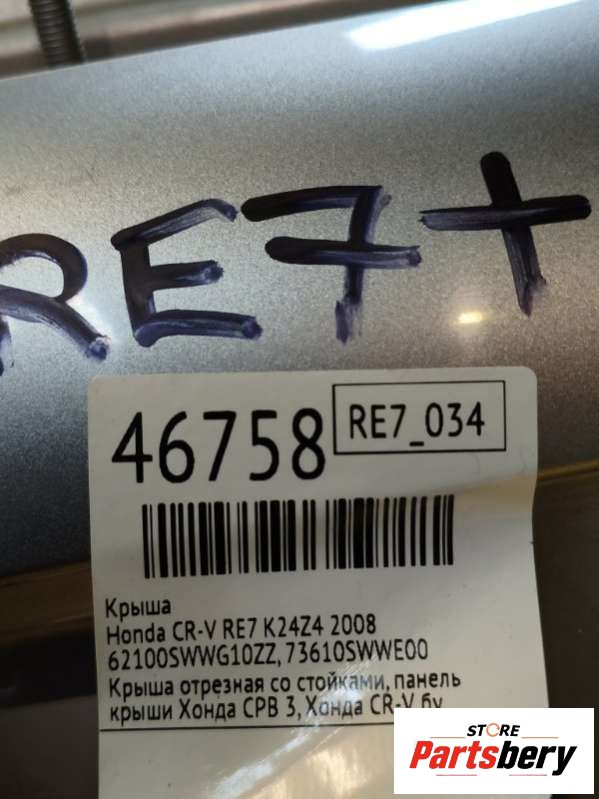 RE7+
46758
RE7_034
Крыша
Honda CR-V RE7 K24Z4 2008
62100SWWG10ZZ, 73610SWWE00
Крыша отрезная со стойками, панель
крыши Хонда СРВ 3, Хонда CR-V бу
STORE
Partsbery